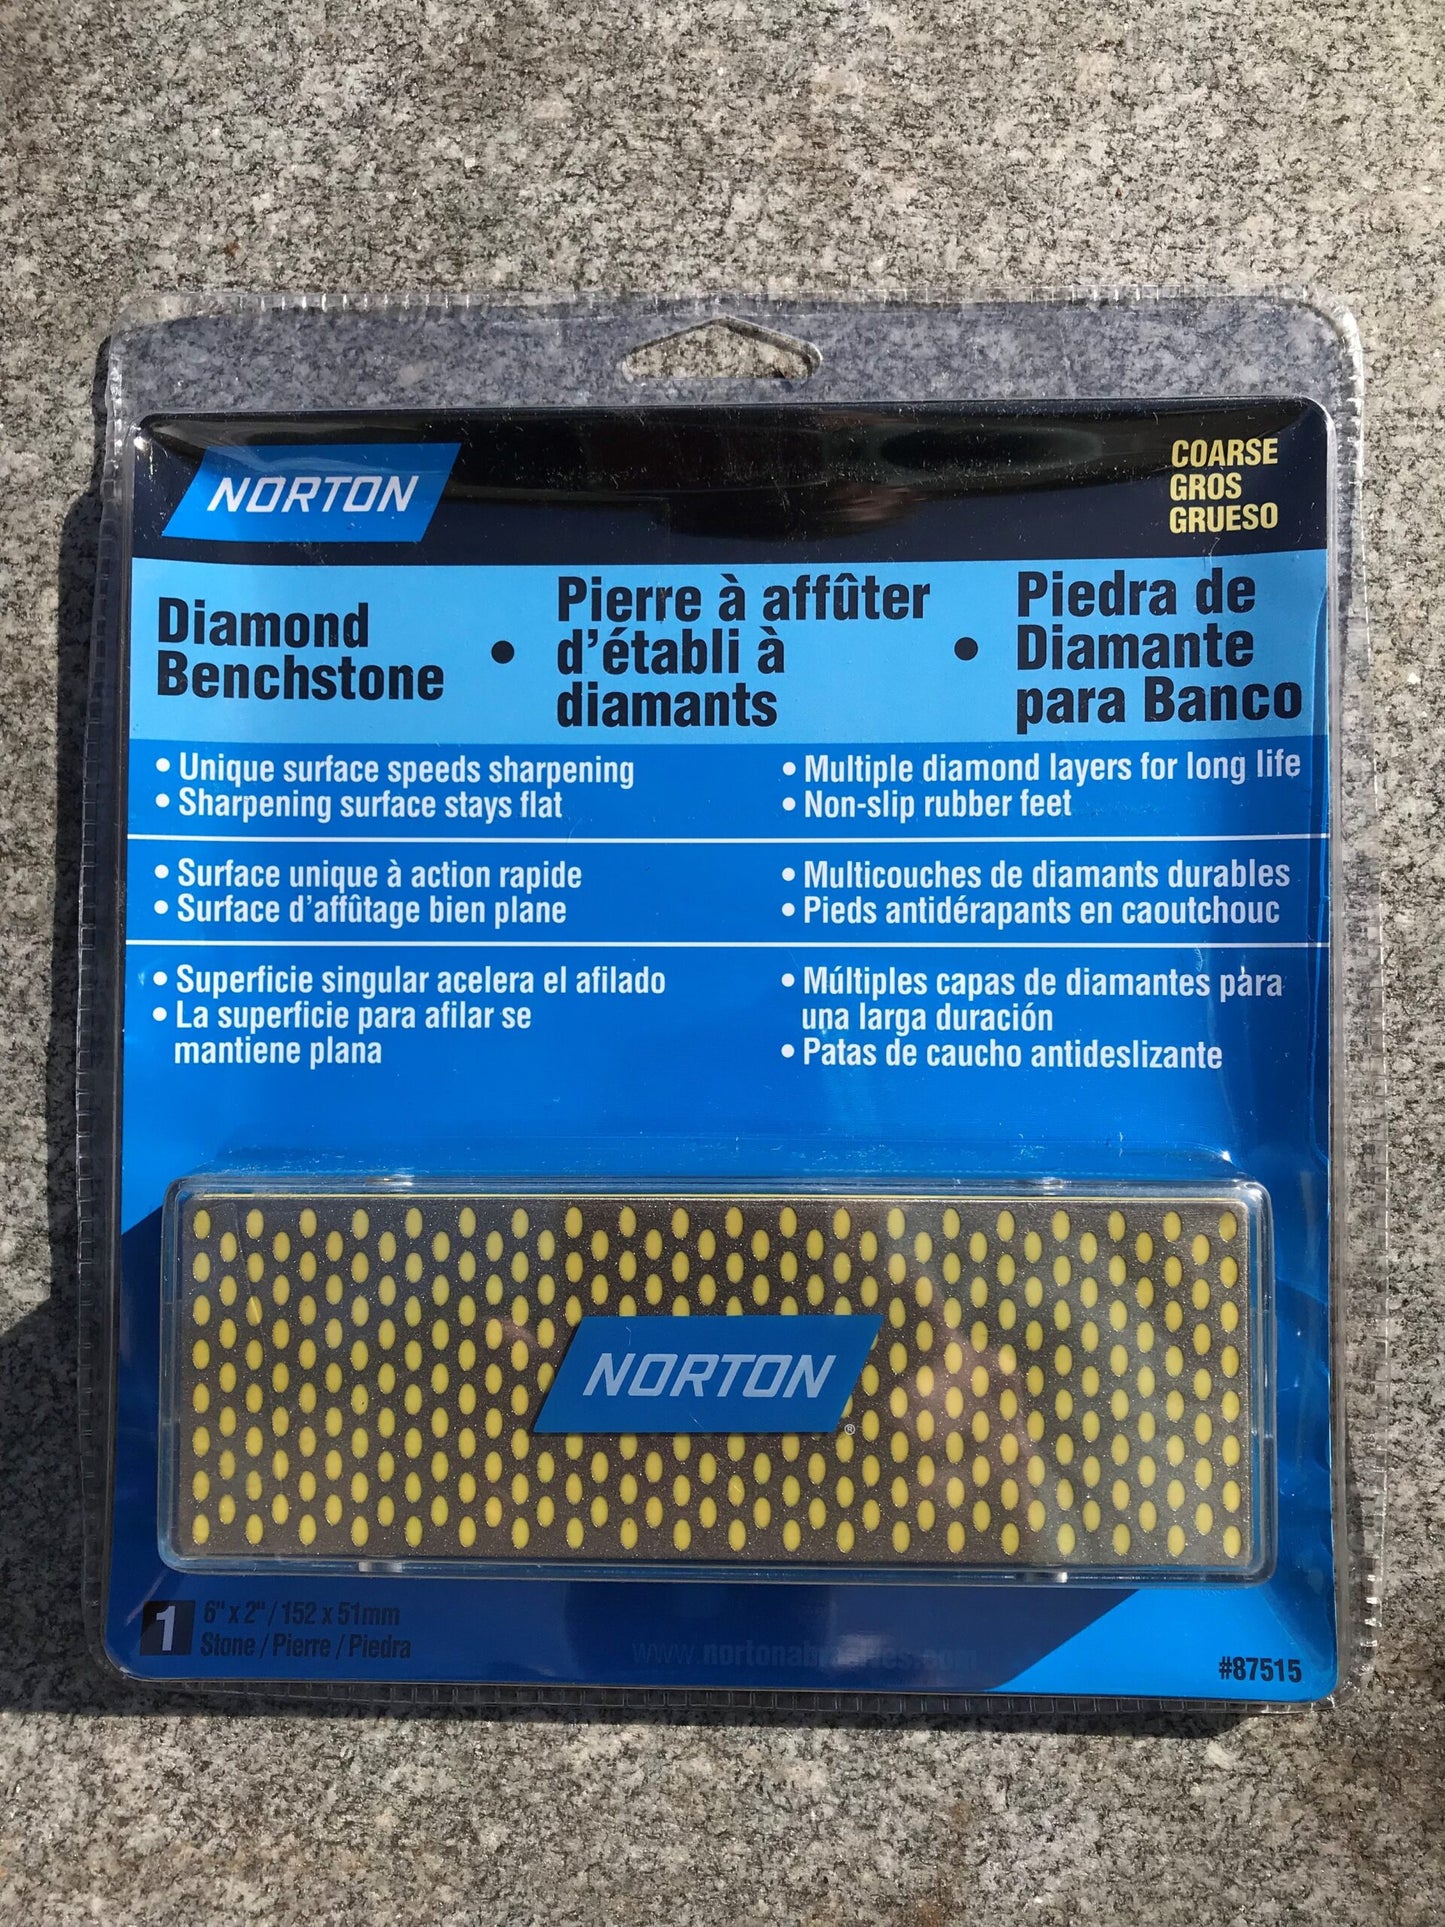 NORTON
COARSE
GROS
GRUESO
Diamond
Benchstone
•
Pierre à affûter
d'établi à
diamants
•
Piedra de
Diamante
para Banco
• Unique surface speeds sharpening
• Sharpening surface stays flat
• Multiple diamond layers for long life
• Non-slip rubber feet
• Surface unique à action rapide
• Surface d'affûtage bien plane
• Multicouches de diamants durables
• Pieds antidérapants en caoutchouc
• Superficie singular acelera el afilado
• La superficie para afilar se
mantiene plana
• Múltiples capas de diamantes para
una larga duración
• Patas de caucho antideslizante
NORTON
®
1
6" x 2" / 152 x 51mm
Stone / Pierre / Piedra
www.nortonabrasives.com
#87515